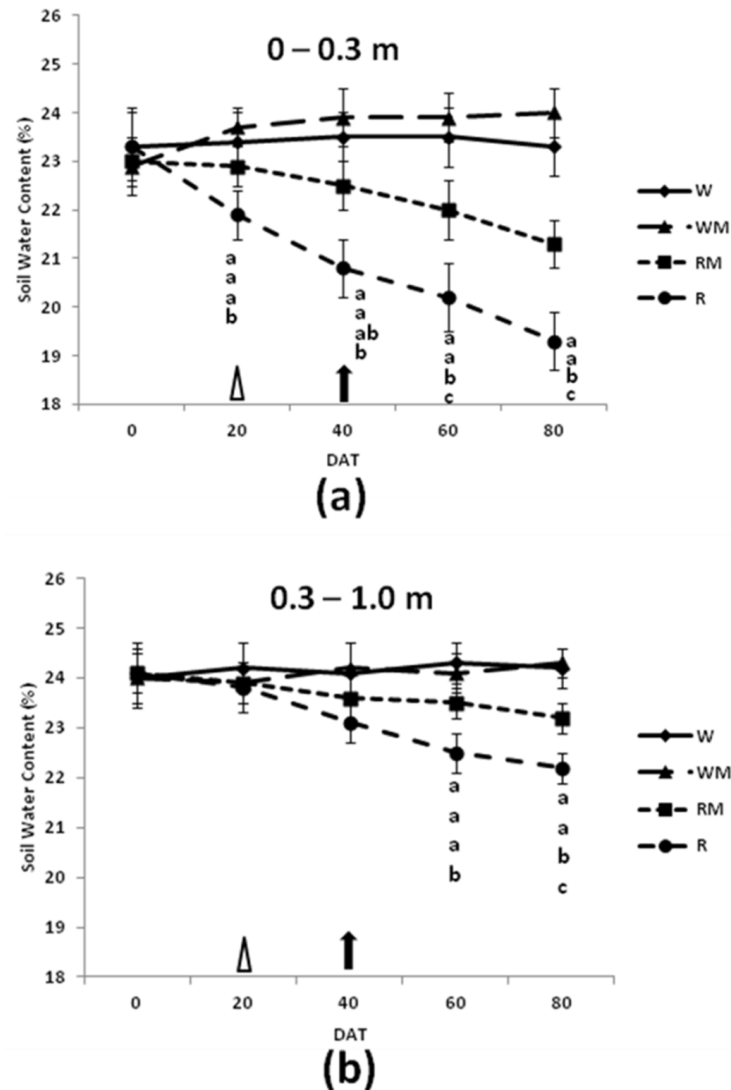 0 – 0.3 m
Soil Water Content (%)
26
25
24
23
22
21
20
19
18
a
a
a
b
a
a
ab
b
a
a
b
c
a
a
b
c
0 20 40 60 80
DAT
W
WM
RM
R
(a)
0.3 – 1.0 m
Soil Water Content (%)
26
25
24
23
22
21
20
19
18
a
a
a
b
a
a
b
c
0 20 40 60 80
DAT
W
WM
RM
R
(b)